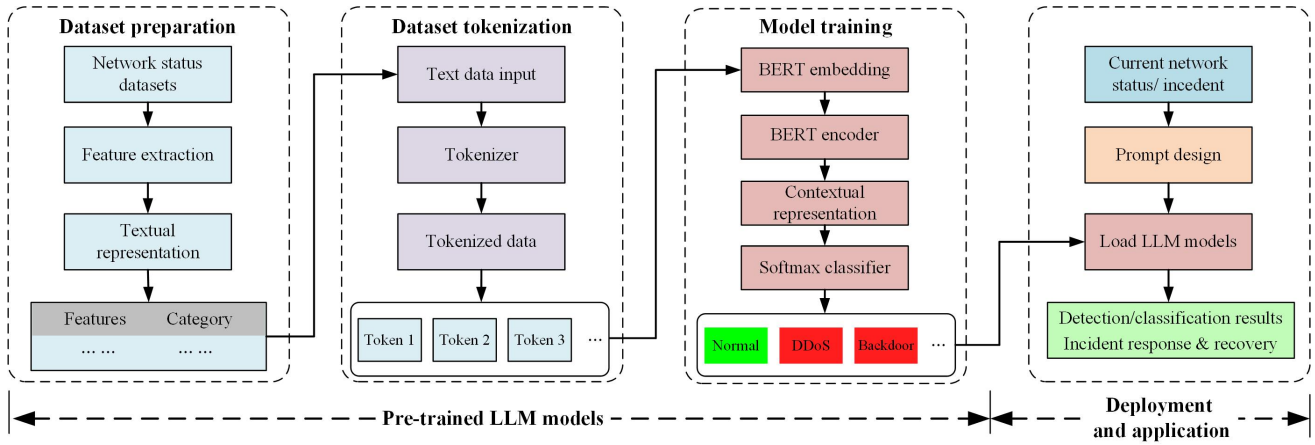 Dataset preparation
Network status
datasets
Feature extraction
Textual
representation
Features Category
... ... ... ...
Dataset tokenization
Text data input
Tokenizer
Tokenized data
Token 1 Token 2 Token 3 ...
Model training
BERT embedding
BERT encoder
Contextual
representation
Softmax classifier
Normal DDoS Backdoor ...
Current network
status/ incedent
Prompt design
Load LLM models
Detection/classification results
Incident response & recovery
Pre-trained LLM models
Deployment
and application